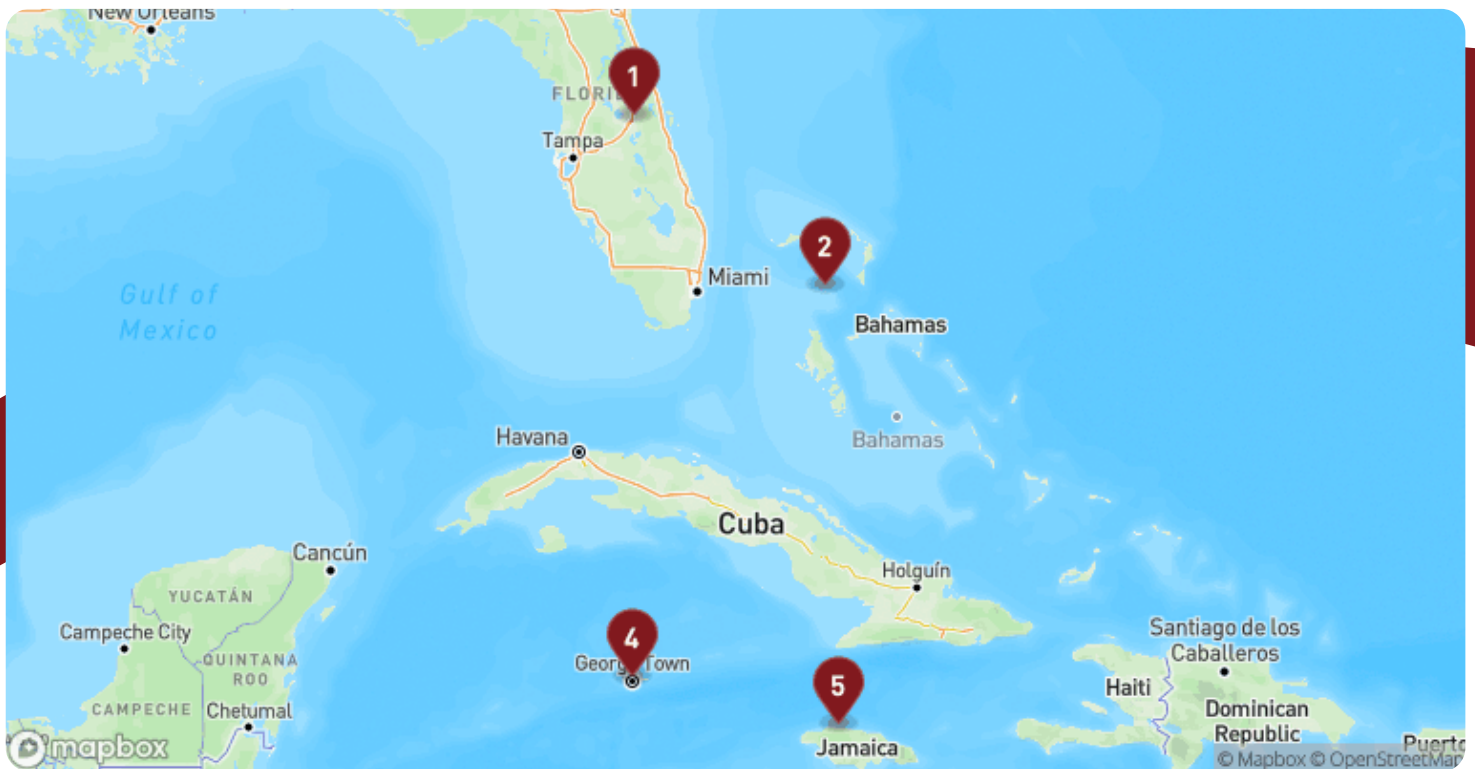 New Orleans
1
FLORI
Tampa
2
Miami
Gulf of
Mexico
Bahamas
Havana
Bahamas
Cuba
Cancún
Holguín
YUCATÁN
4
Campeche City
Santiago de los
Caballeros
George Town
QUINTANA
ROO
5
Haiti
CAMPECHE
Chetumal
Dominican
Republic
Jamaica
Puerto
mapbox
© Mapbox © OpenStreetMap